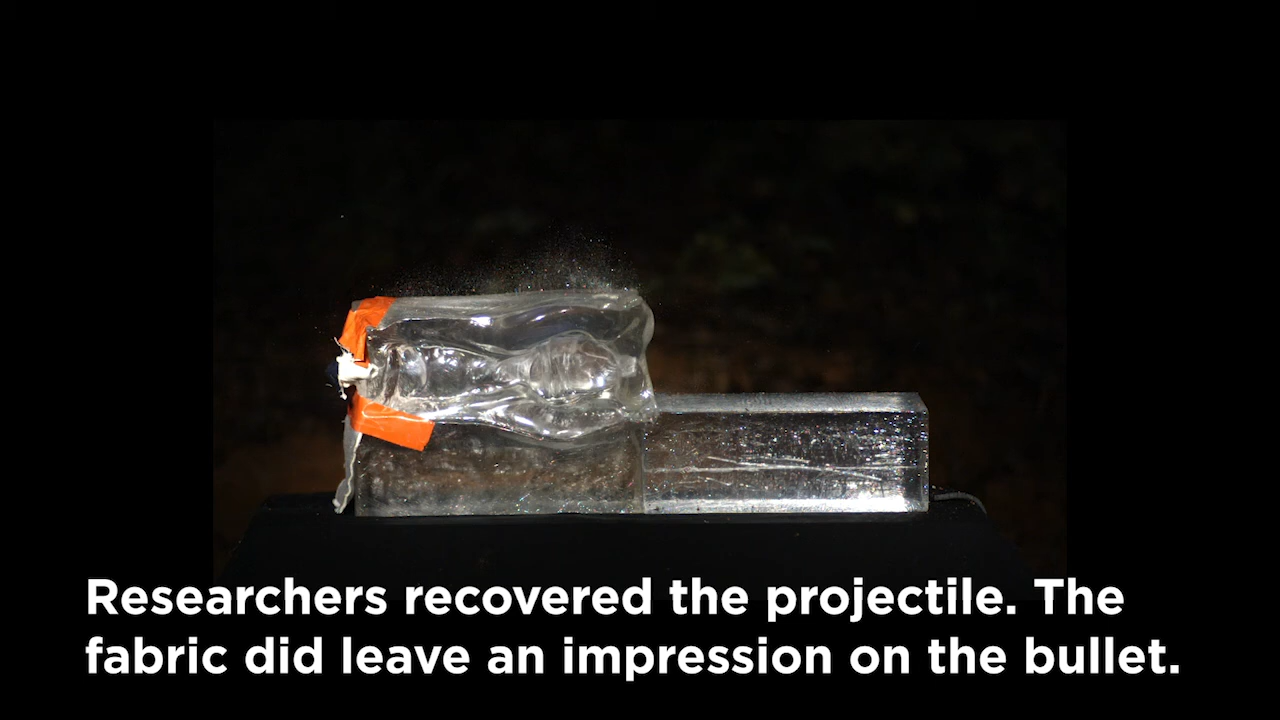 Researchers recovered the projectile. The
fabric did leave an impression on the bullet.